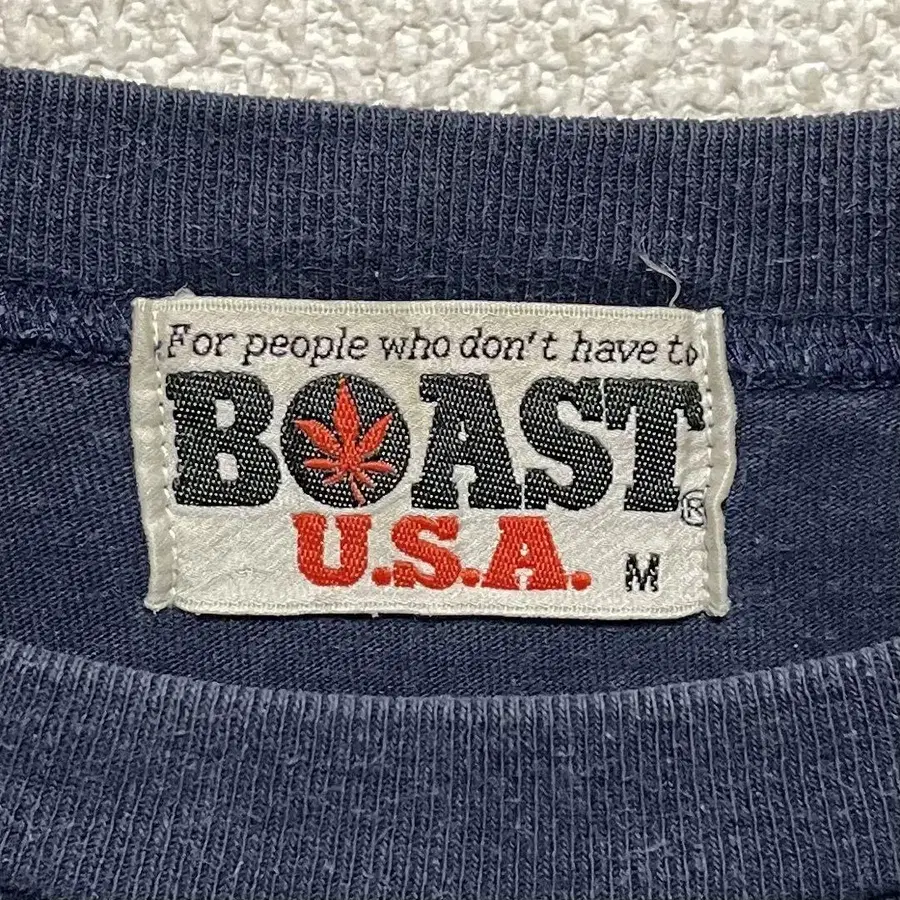 For people who don't have to
BOAST®
U.S.A. M